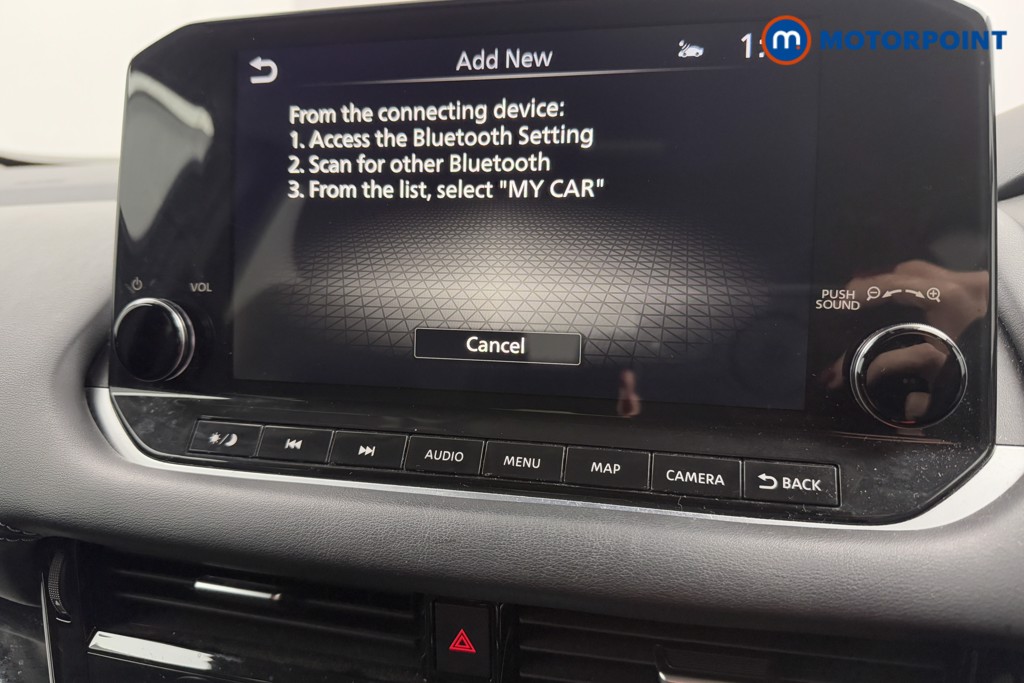 Add New
1:
m MOTORPOINT
From the connecting device:
1. Access the Bluetooth Setting
2. Scan for other Bluetooth
3. From the list, select "MY CAR"
VOL
PUSH
SOUND
Cancel
AUDIO
MENU
MAP
CAMERA
BACK